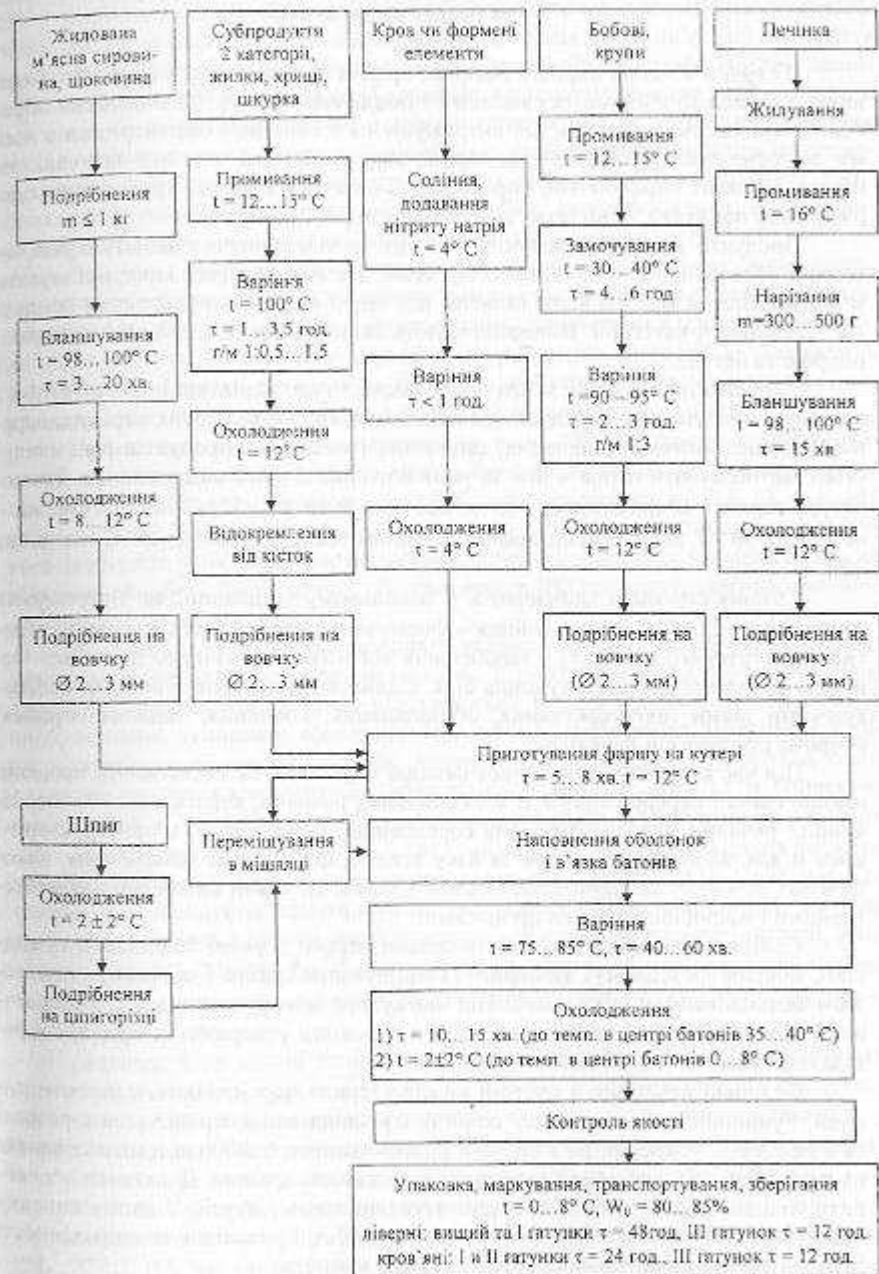 Жилована
м'ясна сирови-
на, щоковина
Подрібнення
m ≤ 1 кг
Бланшування
t = 98... 100° C
τ = 3... 20 хв.
Охолодження
t = 8... 12° C
Подрібнення на
вовчку
Ø 2... 3 мм
Субпродукти
2 категорії,
жилки, хрящі,
шкурка
Промивання
t = 12... 15° C
Варіння
t = 100° C
τ = 1... 3,5 год.
г/м 1:0,5... 1,5
Охолодження
t = 12° C
Відокремлення
від кісток
Подрібнення на
вовчку
Ø 2... 3 мм
Кров чи формені
елементи
Соління,
додавання
нітриту натрія
t = 4° C
Варіння
τ < 1 год.
Охолодження
τ = 4° C
Бобові,
крупи
Промивання
t = 12... 15° C
Замочування
t = 30... 40° C
τ = 4... 6 год
Варіння
t=90... 95° C
τ = 2... 3 год.
г/м 1:3
Охолодження
t = 12° C
Подрібнення на
вовчку
(Ø 2... 3 мм)
Печинка
Жилування
Промивання
t = 16° C
Нарізання
m=300... 500 г
Бланшування
t = 98... 100° C
τ = 15 хв.
Охолодження
t = 12° C
Подрібнення на
вовчку
(Ø 2... 3 мм)
Приготування фаршу на кутері
τ = 5... 8 хв. t = 12° C
Шпиг
Охолодження
t = 2 ± 2° C
Подрібнення
на шпигорізці
Перемішування
в мішалці
Наповнення оболонок
і в'язка батонів
Варіння
t = 75... 85° C, τ = 40... 60 хв.
Охолодження
1) τ = 10... 15 хв. (до темп. в центрі батонів 35... 40° C)
2) t = 2±2° C (до темп. в центрі батонів 0... 8° C)
Контроль якості
Упаковка, маркування, транспортування, зберігання
t = 0...8° C, W₀ = 80... 85%
ліверні: вищий та I ґатунки τ = 48год, III ґатунок τ = 12 год.
кров'яні: I и II ґатунки τ = 24 год., III ґатунок τ = 12 год.